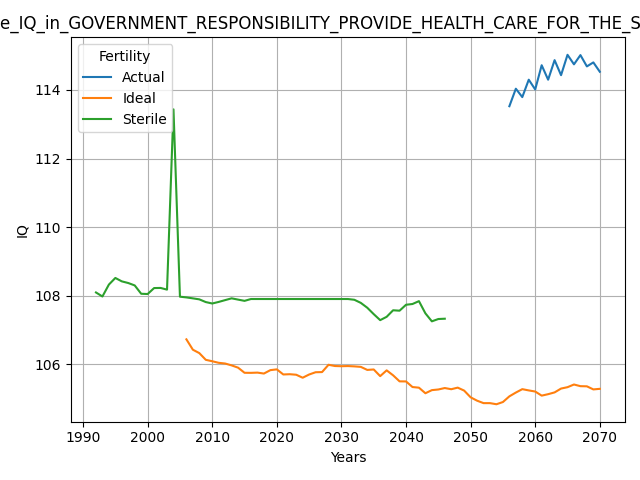 e_IQ_in_GOVERNMENT_RESPONSIBILITY_PROVIDE_HEALTH_CARE_FOR_THE_S
Fertility
Actual
Ideal
Sterile
114
112
110
108
106
IQ
1990 2000 2010 2020 2030 2040 2050 2060 2070
Years